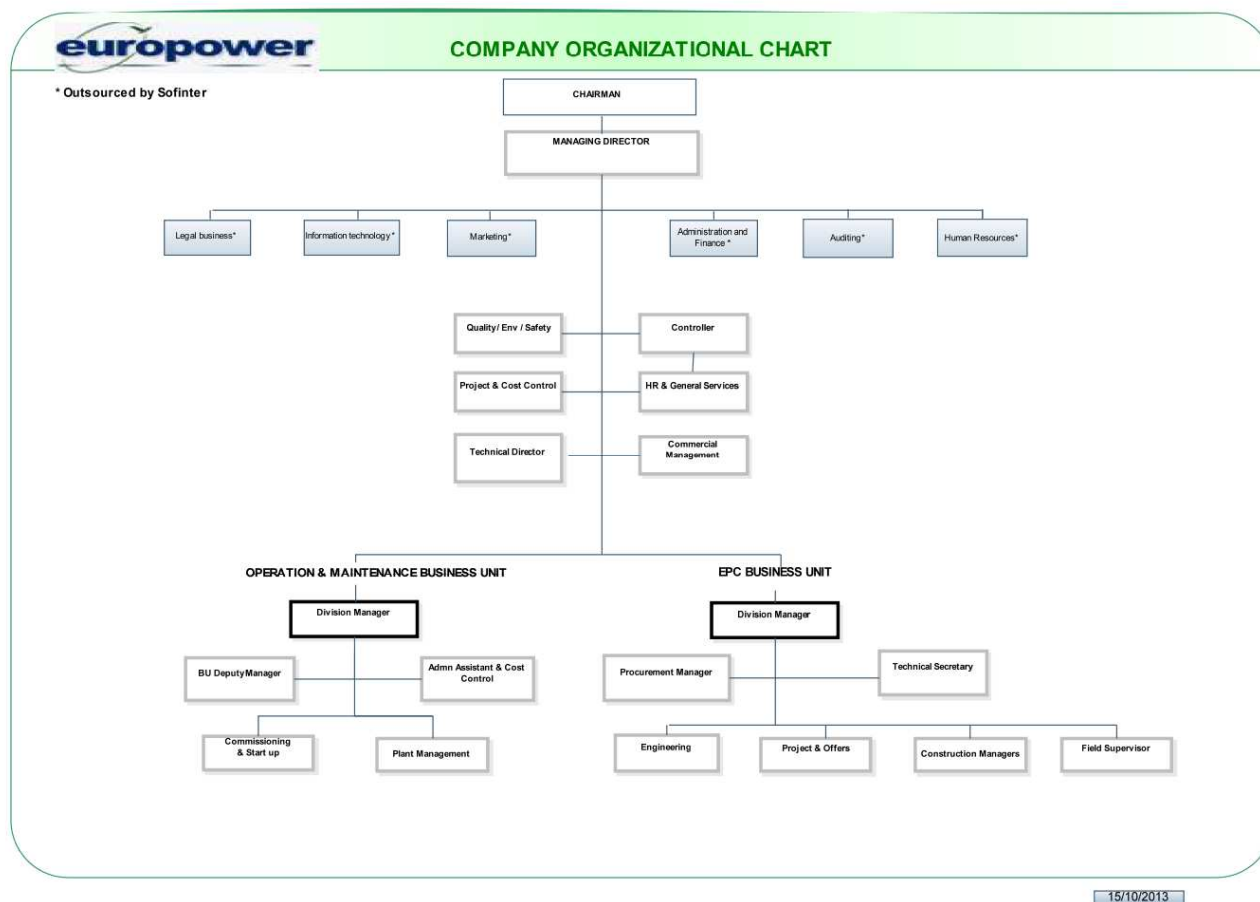 europower
COMPANY ORGANIZATIONAL CHART
* Outsourced by Sofinter
CHAIRMAN
MANAGING DIRECTOR
Legal business*
Information technology*
Marketing*
Administration and
Finance *
Auditing*
Human Resources*
Quality/ Env / Safety
Controller
Project & Cost Control
HR & General Services
Technical Director
Commercial
Management
OPERATION & MAINTENANCE BUSINESS UNIT
EPC BUSINESS UNIT
Division Manager
Division Manager
BU Deputy Manager
Admn Assistant & Cost
Control
Procurement Manager
Technical Secretary
Commissioning
& Start up
Plant Management
Engineering
Project & Offers
Construction Managers
Field Supervisor
15/10/2013